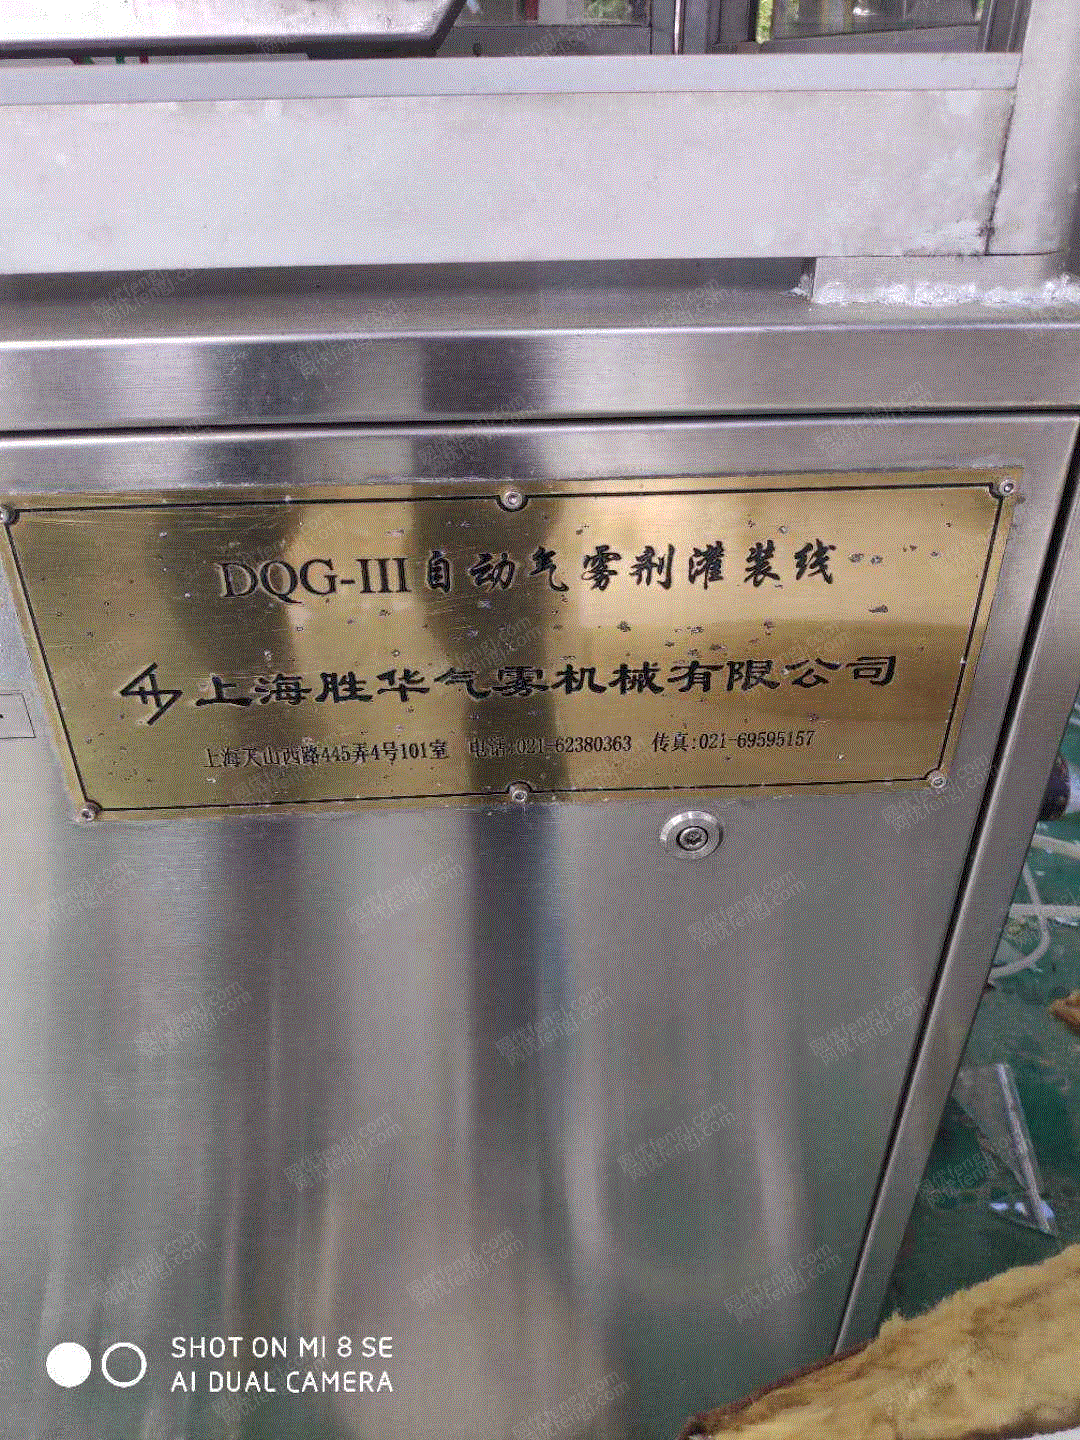 DQG-III自动气雾剂灌装线
上海胜华气雾机械有限公司
上海天山西路445弄4号101室 电话:021-62380363 传真:021-69595157
SHOT ON MI 8 SE
AI DUAL CAMERA